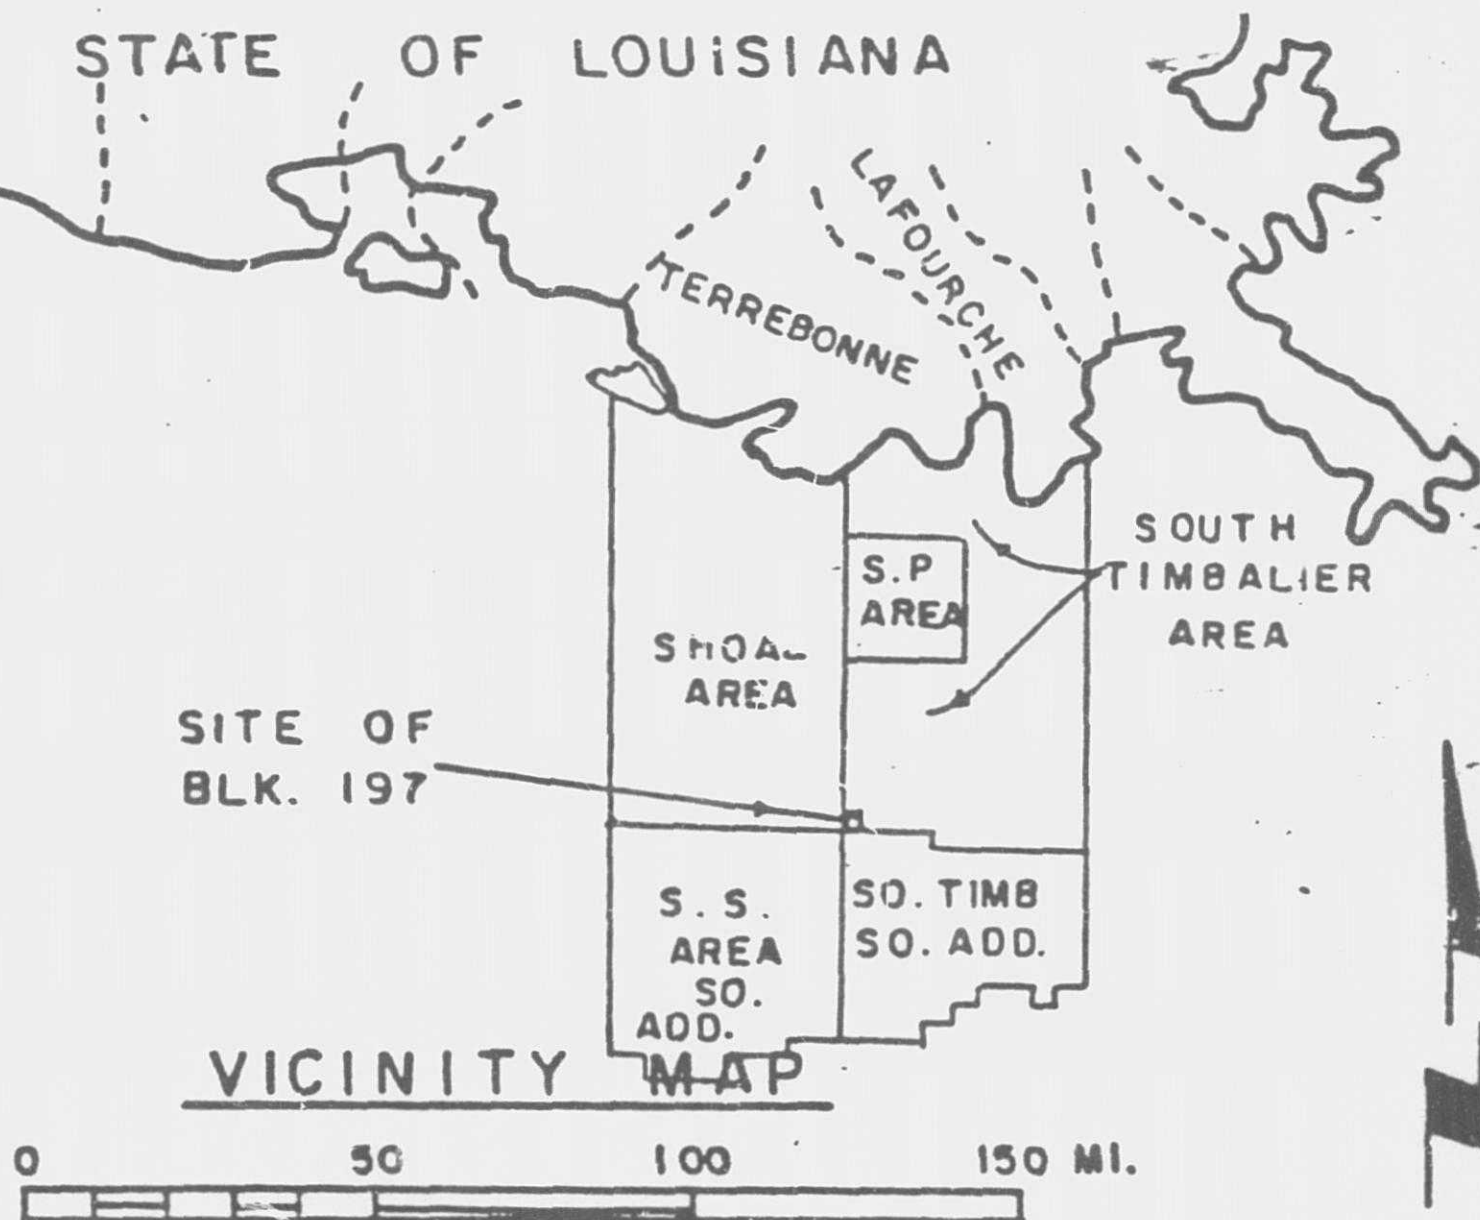 STATE OF LOUISIANA
LAFOURCHE
TERREBONNE
SOUTH
TIMBALIER
AREA
S.P
AREA
SHOAL
AREA
SITE OF
BLK. 197
S.S.
AREA
SO.
ADD.
SO. TIMB
SO. ADD.
VICINITY MAP
0 50 100 150 MI.